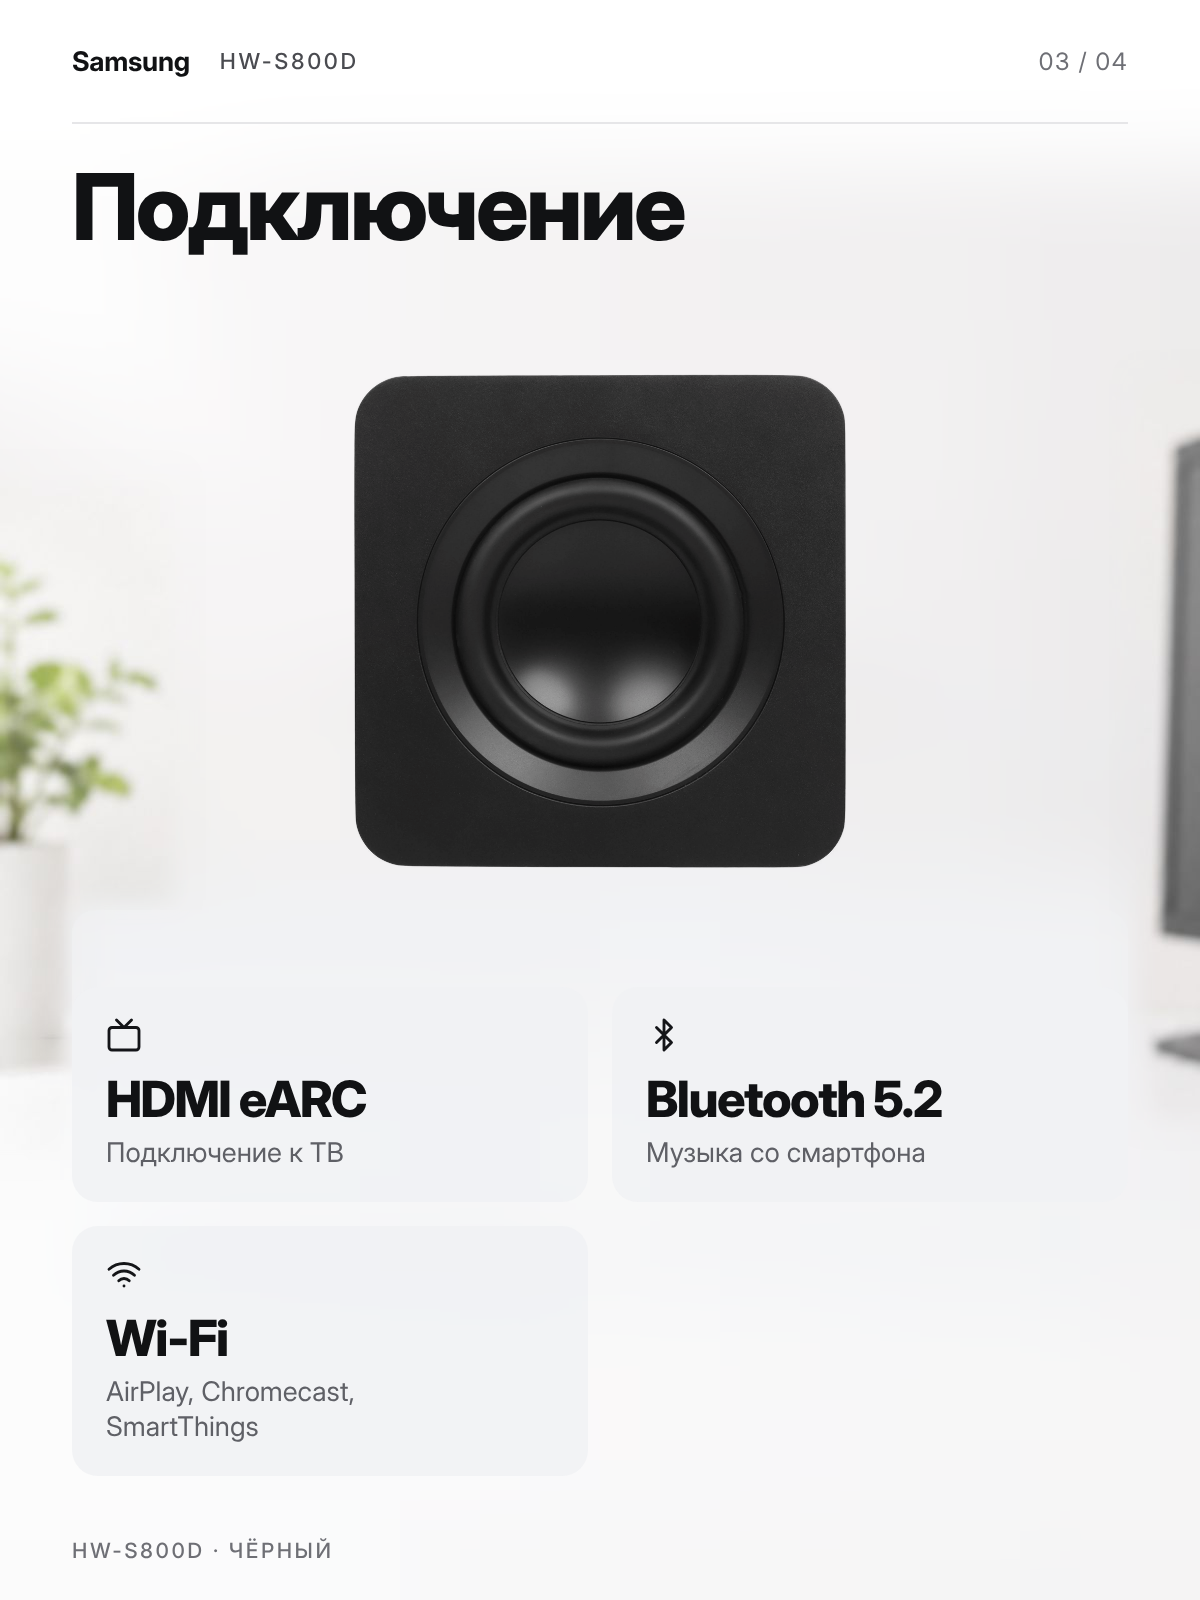 Samsung HW-S800D 03 / 04
Подключение
HDMI eARC
Подключение к ТВ
Bluetooth 5.2
Музыка со смартфона
Wi-Fi
AirPlay, Chromecast,
SmartThings
HW-S800D · ЧЁРНЫЙ